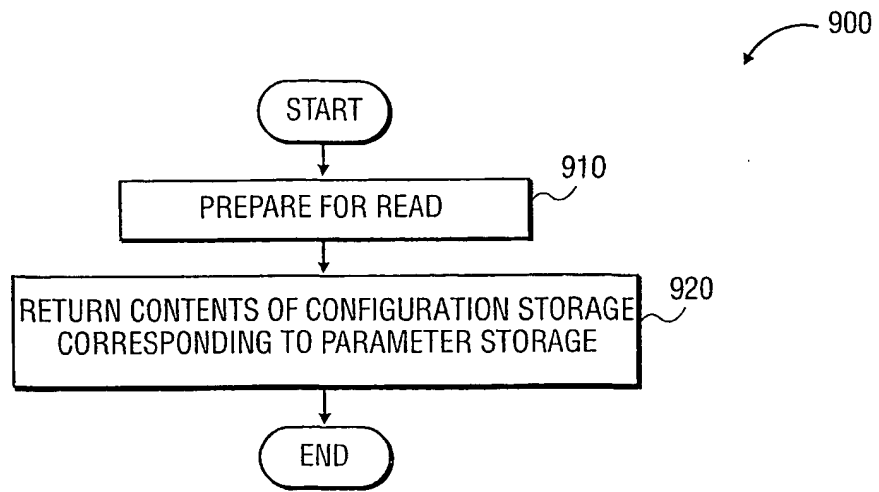 900
START
910
PREPARE FOR READ
920
RETURN CONTENTS OF CONFIGURATION STORAGE
CORRESPONDING TO PARAMETER STORAGE
END